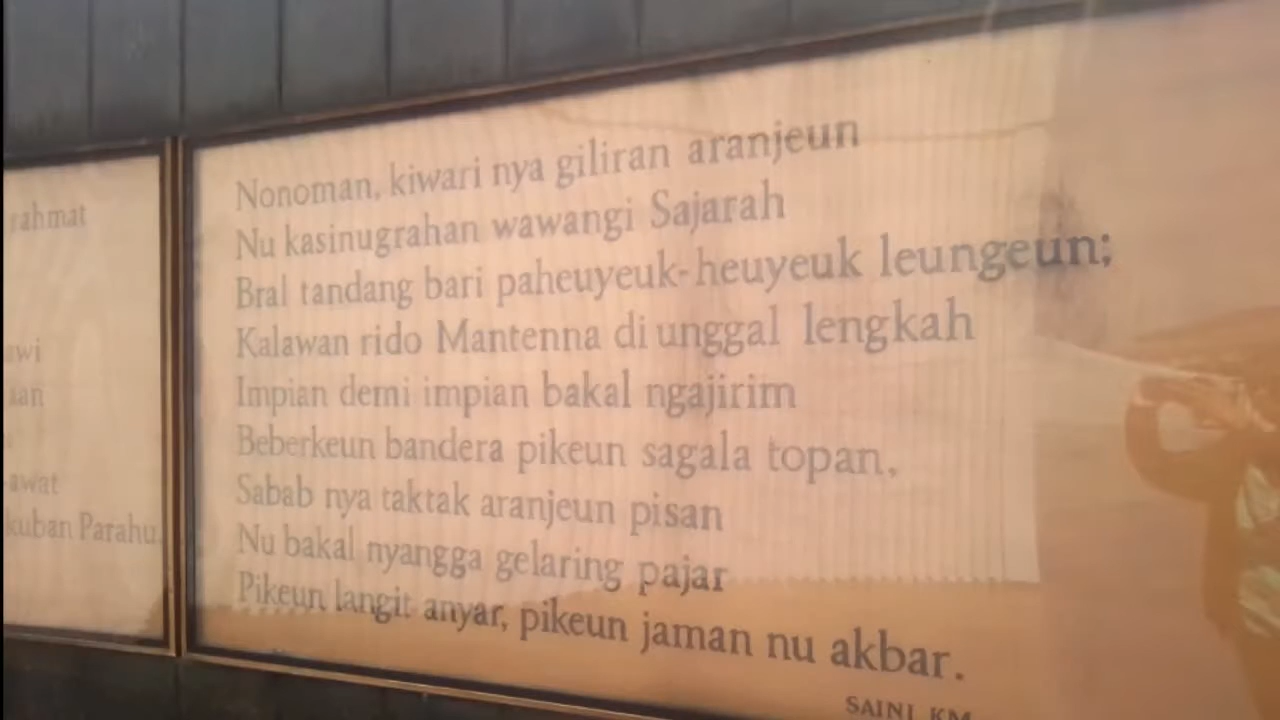 rahmat
awat
kuban Parahu.
Nonoman, kiwari nya giliran aranjeun
Nu kasinugrahan wawangi Sajarah
Bral tandang bari paheuyeuk-heuyeuk leungeun;
Kalawan rido Mantenna di unggal lengkah
Impian demi impian bakal ngajirim
Beberkeun bandera pikeun sagala topan,
Sabab nya taktak aranjeun pisan
Nu bakal nyangga gelaring pajar
Pikeun langit anyar, pikeun jaman nu akbar.
SAINI KM